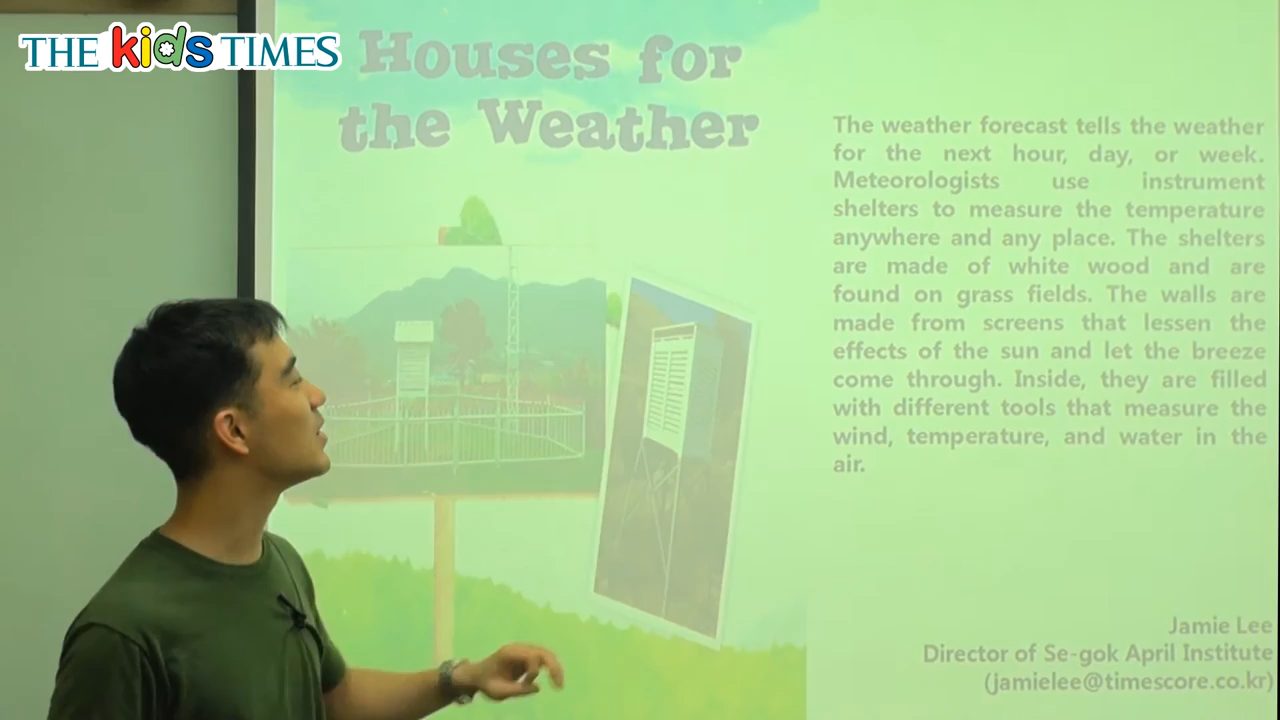 THE kids TIMES
Houses for
the Weather
The weather forecast tells the weather
for the next hour, day, or week.
Meteorologists use instrument
shelters to measure the temperature
anywhere and any place. The shelters
are made of white wood and are
found on grass fields. The walls are
made from screens that lessen the
effects of the sun and let the breeze
come through. Inside, they are filled
with different tools that measure the
wind, temperature, and water in the
air.
Jamie Lee
Director of Se-gok April Institute
(jamielee@timescore.co.kr)